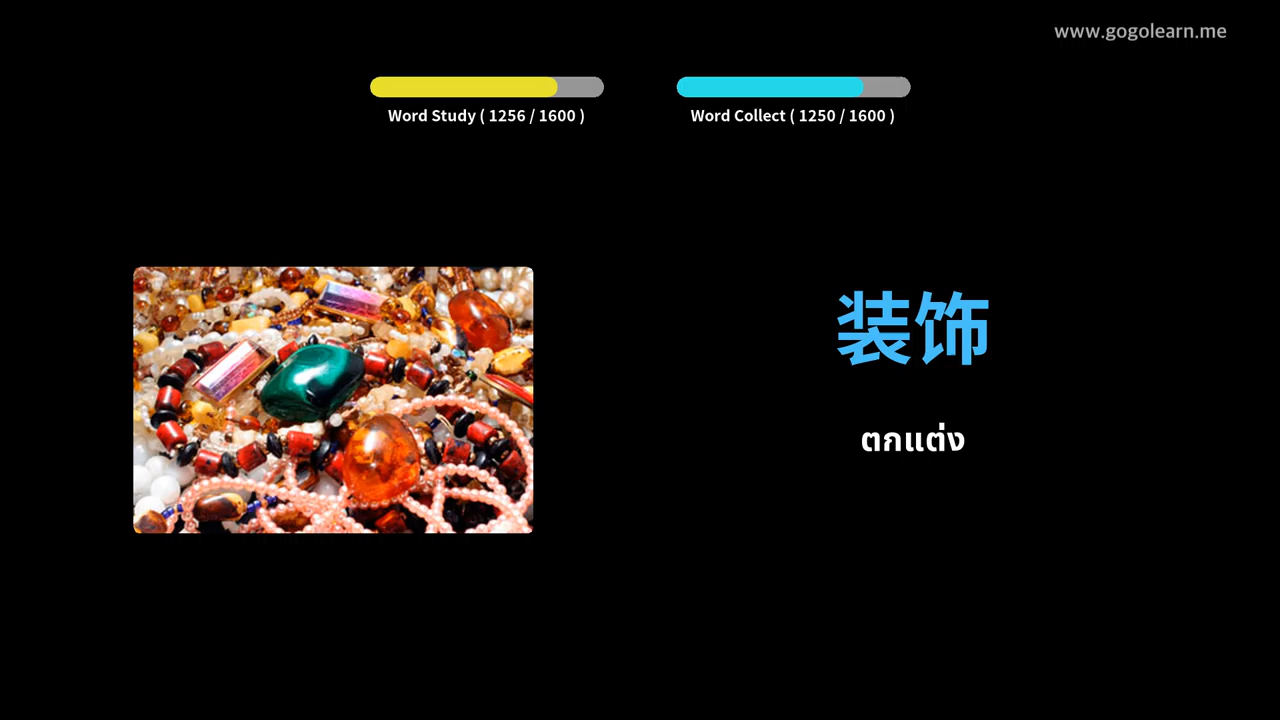 www.gogolearn.me
Word Study ( 1256 / 1600 )
Word Collect ( 1250 / 1600 )
装饰
ตกแต่ง